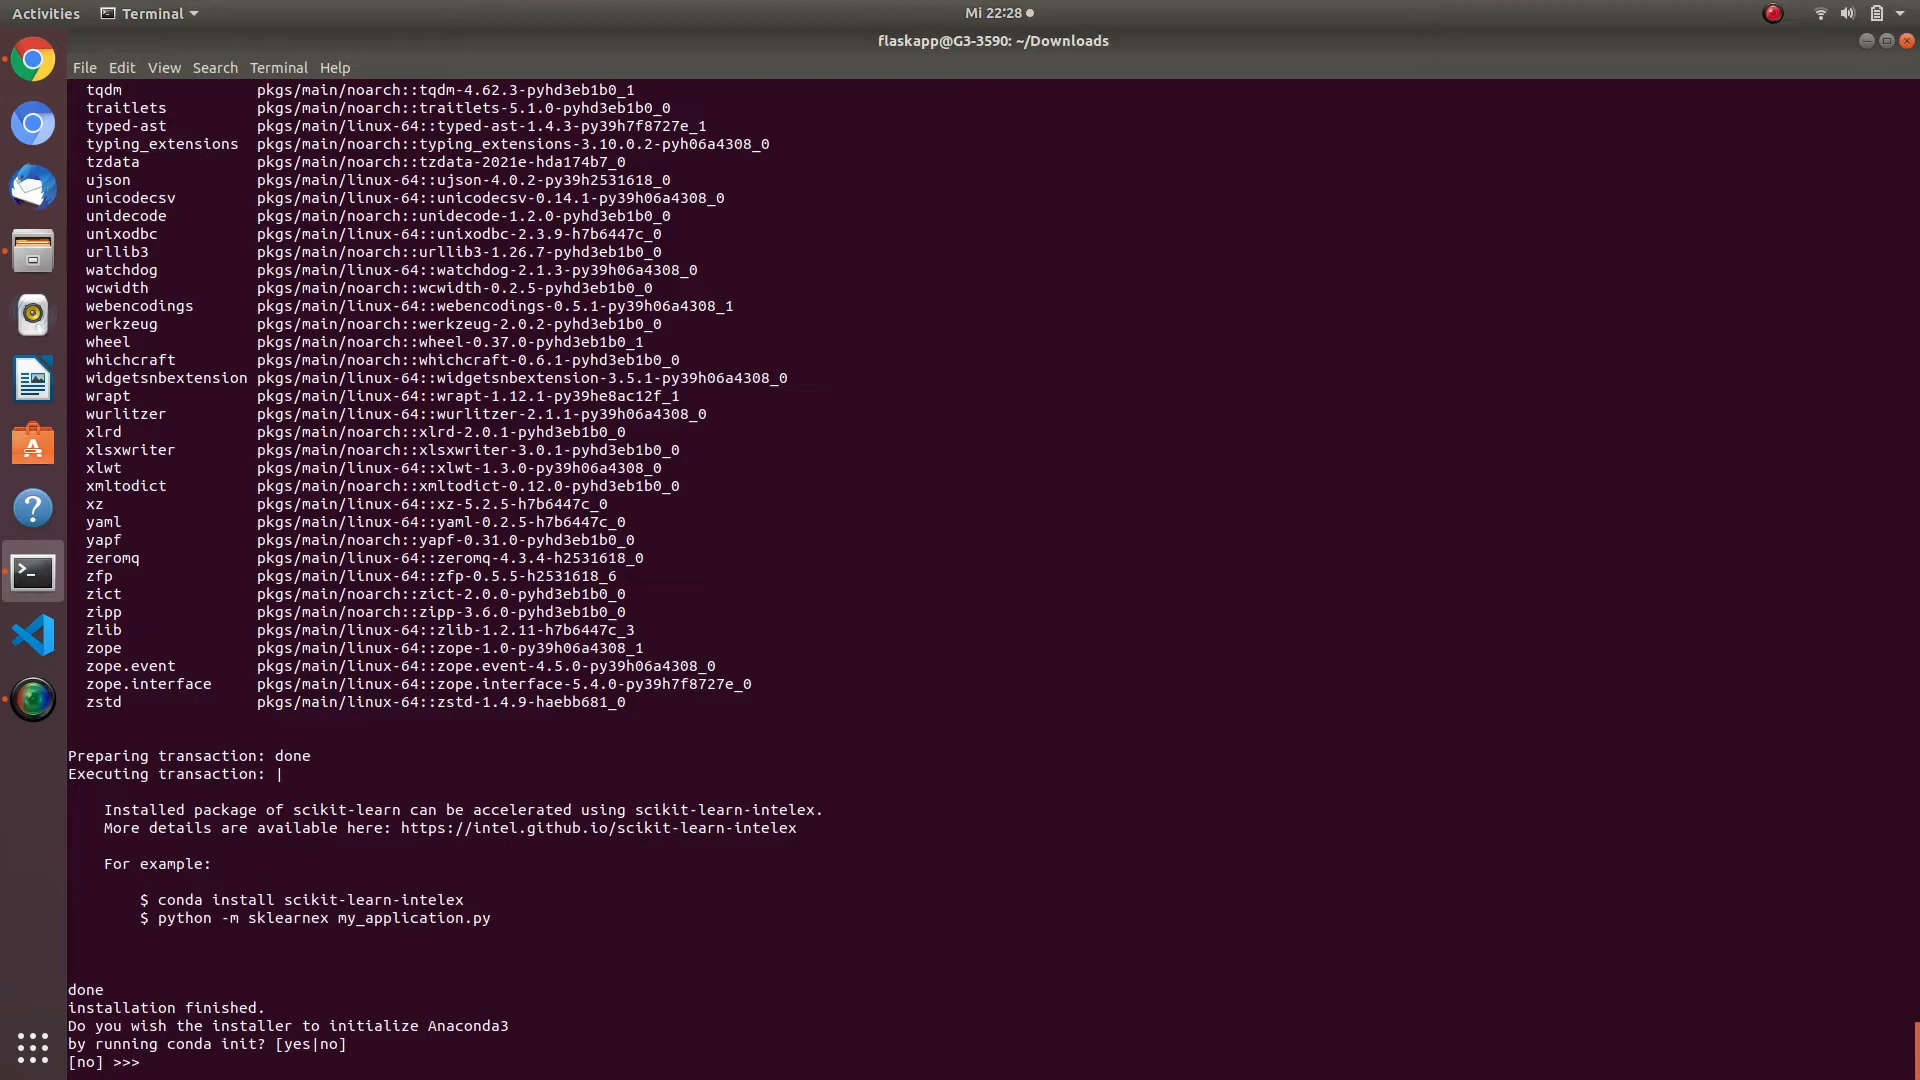 Activities Terminal Mi 22:28
flaskapp@G3-3590: ~/Downloads
File Edit View Search Terminal Help
tqdm pkgs/main/noarch::tqdm-4.62.3-pyhd3eb1b0_1
traitlets pkgs/main/noarch::traitlets-5.1.0-pyhd3eb1b0_0
typed-ast pkgs/main/linux-64::typed-ast-1.4.3-py39h7f8727e_1
typing_extensions pkgs/main/noarch::typing_extensions-3.10.0.2-pyh06a4308_0
tzdata pkgs/main/noarch::tzdata-2021e-hda174b7_0
ujson pkgs/main/linux-64::ujson-4.0.2-py39h2531618_0
unicodecsv pkgs/main/linux-64::unicodecsv-0.14.1-py39h06a4308_0
unidecode pkgs/main/noarch::unidecode-1.2.0-pyhd3eb1b0_0
unixodbc pkgs/main/linux-64::unixodbc-2.3.9-h7b6447c_0
urllib3 pkgs/main/noarch::urllib3-1.26.7-pyhd3eb1b0_0
watchdog pkgs/main/linux-64::watchdog-2.1.3-py39h06a4308_0
wcwidth pkgs/main/noarch::wcwidth-0.2.5-pyhd3eb1b0_0
webencodings pkgs/main/linux-64::webencodings-0.5.1-py39h06a4308_1
werkzeug pkgs/main/noarch::werkzeug-2.0.2-pyhd3eb1b0_0
wheel pkgs/main/noarch::wheel-0.37.0-pyhd3eb1b0_1
whichcraft pkgs/main/noarch::whichcraft-0.6.1-pyhd3eb1b0_0
widgetsnbextension pkgs/main/linux-64::widgetsnbextension-3.5.1-py39h06a4308_0
wrapt pkgs/main/linux-64::wrapt-1.12.1-py39he8ac12f_1
wurlitzer pkgs/main/linux-64::wurlitzer-2.1.1-py39h06a4308_0
xlrd pkgs/main/noarch::xlrd-2.0.1-pyhd3eb1b0_0
xlsxwriter pkgs/main/noarch::xlsxwriter-3.0.1-pyhd3eb1b0_0
xlwt pkgs/main/linux-64::xlwt-1.3.0-py39h06a4308_0
xmltodict pkgs/main/noarch::xmltodict-0.12.0-pyhd3eb1b0_0
xz pkgs/main/linux-64::xz-5.2.5-h7b6447c_0
yaml pkgs/main/linux-64::yaml-0.2.5-h7b6447c_0
yapf pkgs/main/noarch::yapf-0.31.0-pyhd3eb1b0_0
zeromq pkgs/main/linux-64::zeromq-4.3.4-h2531618_0
zfp pkgs/main/linux-64::zfp-0.5.5-h2531618_6
zict pkgs/main/noarch::zict-2.0.0-pyhd3eb1b0_0
zipp pkgs/main/noarch::zipp-3.6.0-pyhd3eb1b0_0
zlib pkgs/main/linux-64::zlib-1.2.11-h7b6447c_3
zope pkgs/main/linux-64::zope-1.0-py39h06a4308_1
zope.event pkgs/main/linux-64::zope.event-4.5.0-py39h06a4308_0
zope.interface pkgs/main/linux-64::zope.interface-5.4.0-py39h7f8727e_0
zstd pkgs/main/linux-64::zstd-1.4.9-haebb681_0
Preparing transaction: done
Executing transaction: |
Installed package of scikit-learn can be accelerated using scikit-learn-intelex.
More details are available here: https://intel.github.io/scikit-learn-intelex
For example:
$ conda install scikit-learn-intelex
$ python -m sklearnex my_application.py
done
installation finished.
Do you wish the installer to initialize Anaconda3
by running conda init? [yes|no]
[no] >>>